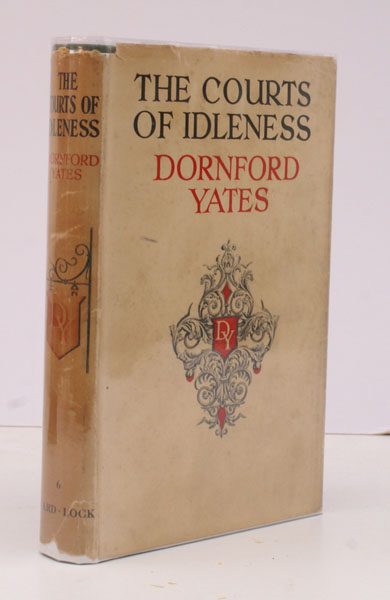 THE
COURTS OF
IDLENESS
DORNFORD
YATES
DY
6
ARD-LOCK
THE COURTS
OF IDLENESS
DORNFORD
YATES
DY